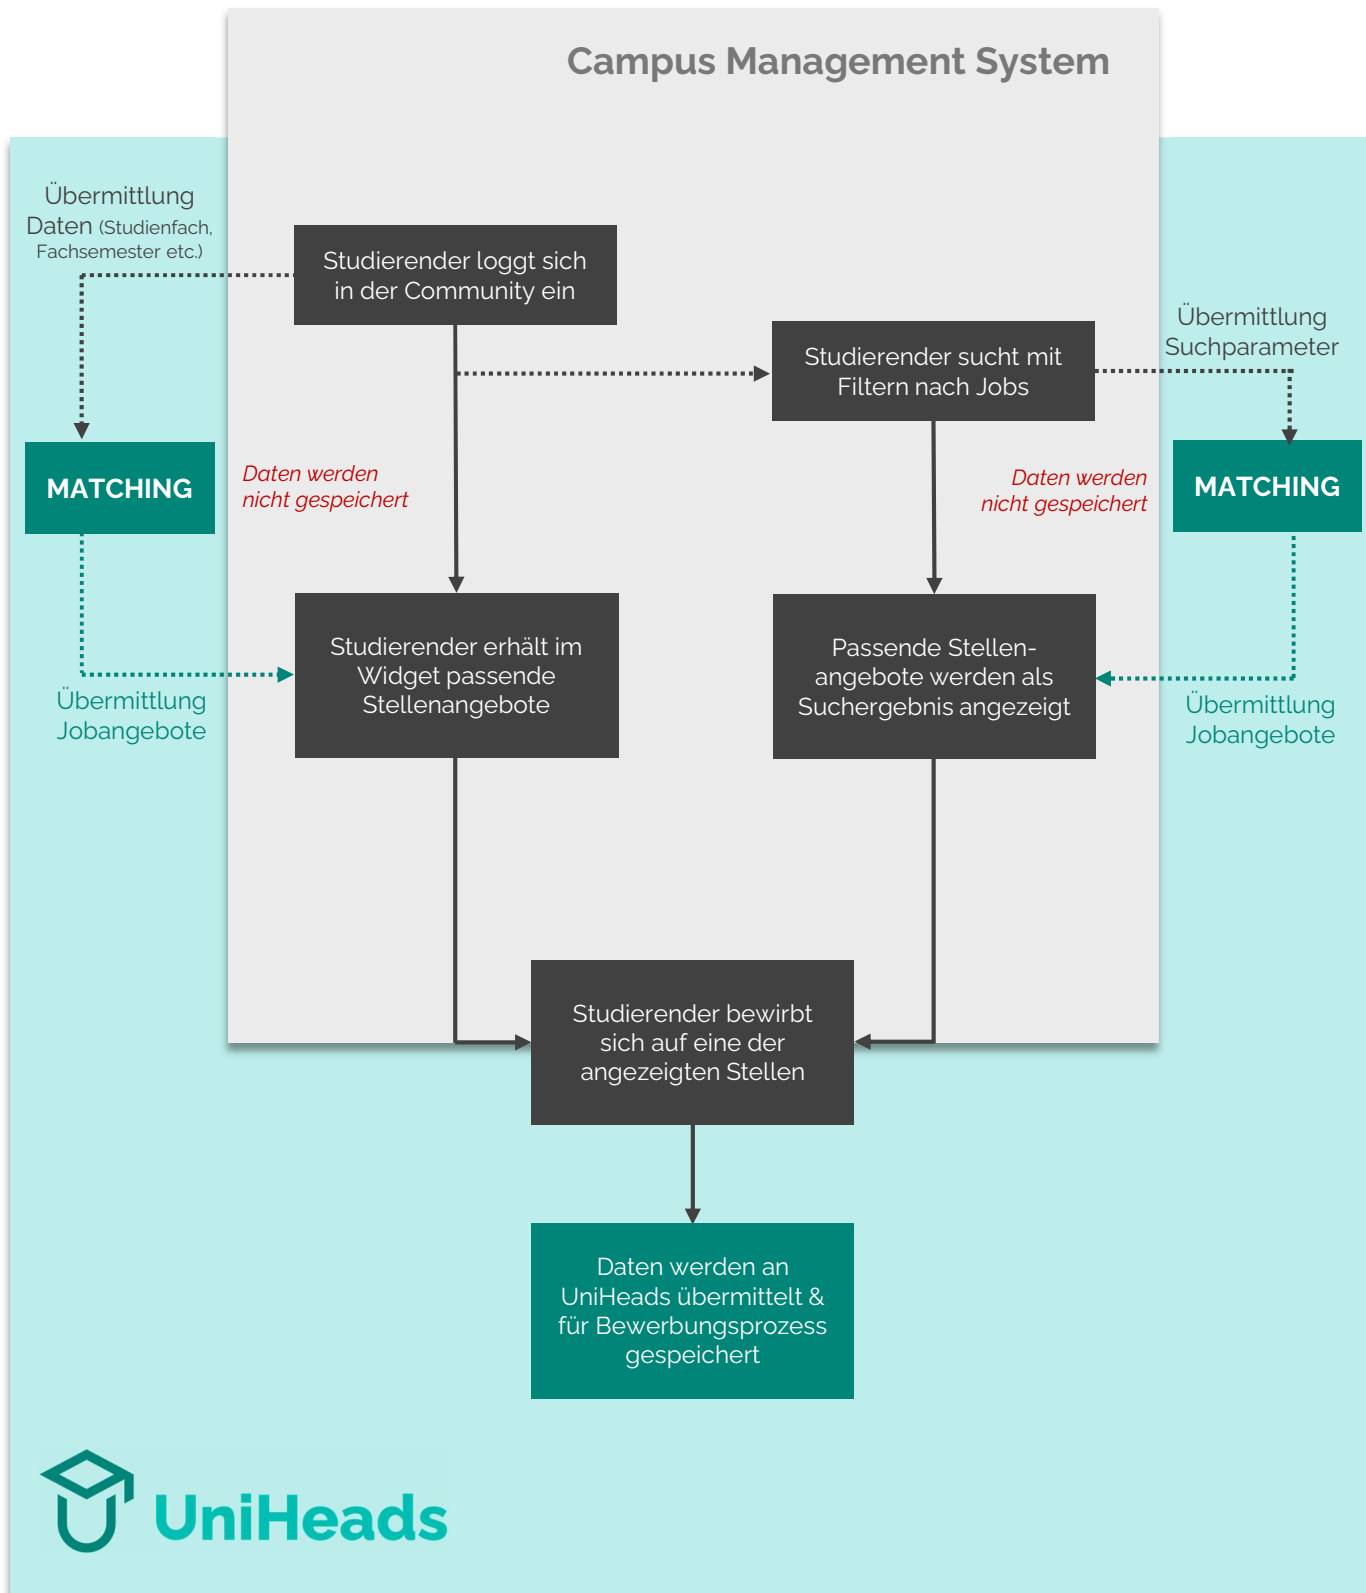 Campus Management System
Übermittlung
Daten (Studienfach,
Fachsemester etc.)
Studierender loggt sich
in der Community ein
Studierender sucht mit
Filtern nach Jobs
Übermittlung
Suchparameter
MATCHING
Daten werden
nicht gespeichert
Daten werden
nicht gespeichert
MATCHING
Studierender erhält im
Widget passende
Stellenangebote
Passende Stellen-
angebote werden als
Suchergebnis angezeigt
Übermittlung
Jobangebote
Übermittlung
Jobangebote
Studierender bewirbt
sich auf eine der
angezeigten Stellen
Daten werden an
UniHeads übermittelt &
für Bewerbungsprozess
gespeichert
UniHeads